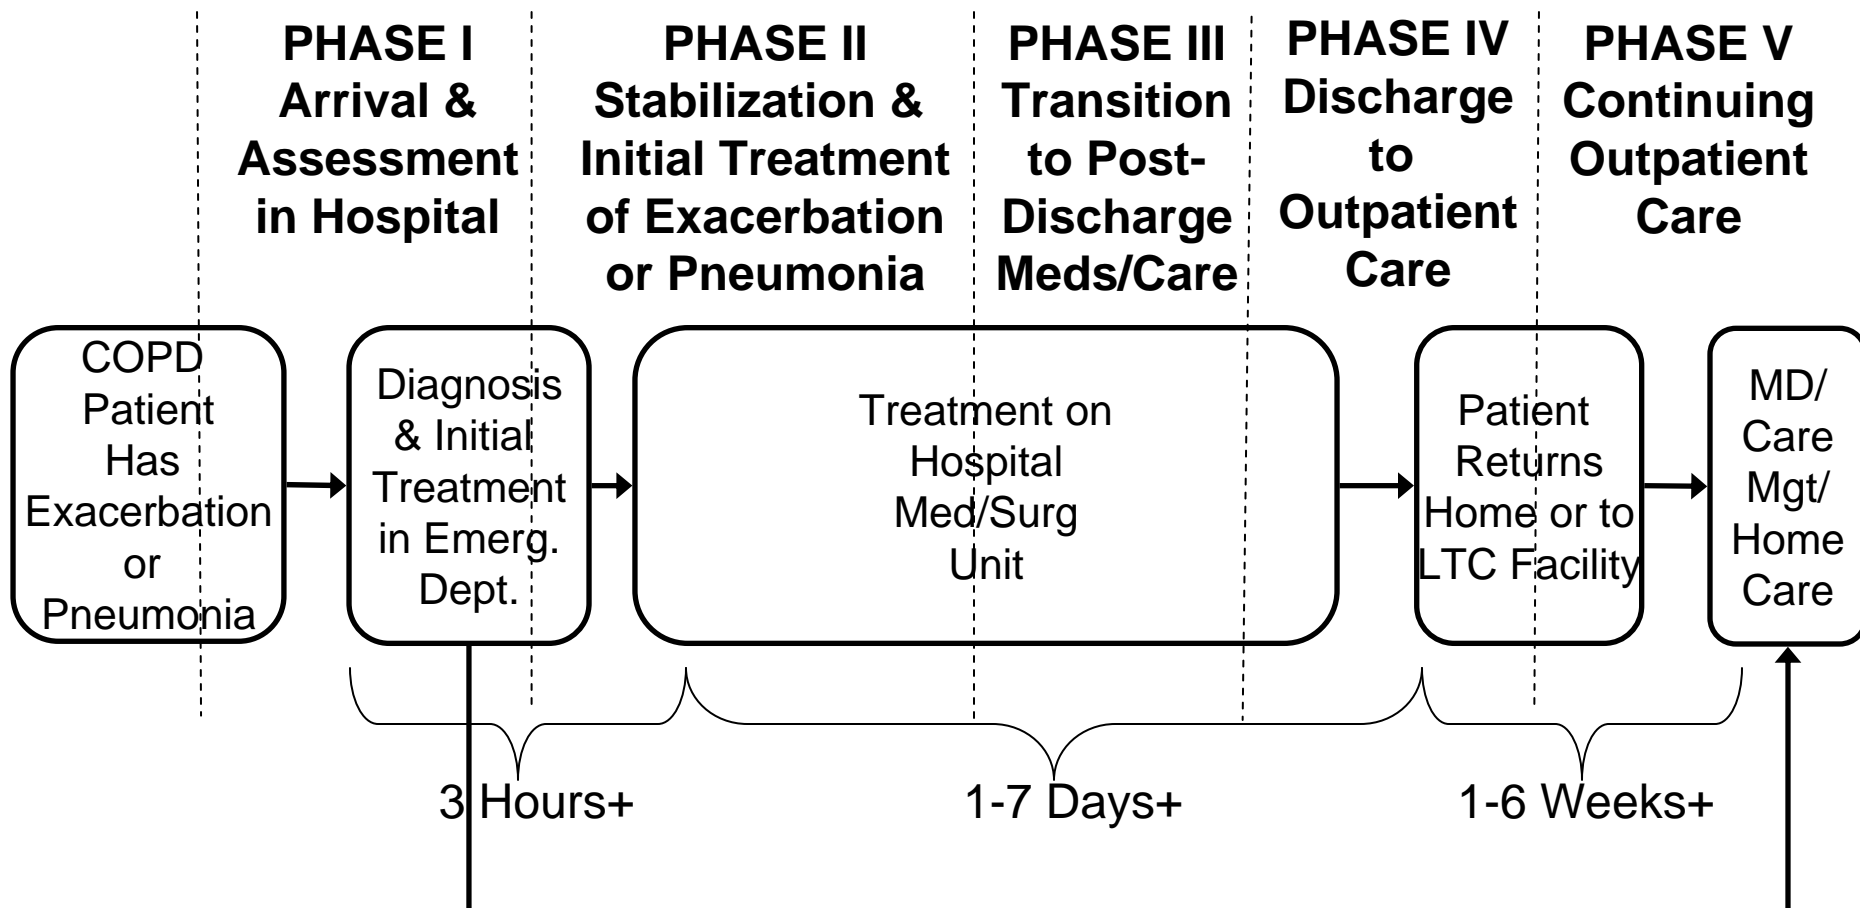 PHASE I
Arrival &
Assessment
in Hospital
PHASE II
Stabilization &
Initial Treatment
of Exacerbation
or Pneumonia
PHASE III
Transition
to Post-
Discharge
Meds/Care
PHASE IV
Discharge
to
Outpatient
Care
PHASE V
Continuing
Outpatient
Care
COPD
Patient
Has
Exacerbation
or
Pneumonia
Diagnosis
& Initial
Treatment
in Emerg.
Dept.
Treatment on
Hospital
Med/Surg
Unit
Patient
Returns
Home or to
LTC Facility
MD/
Care
Mgt/
Home
Care
3 Hours+
1-7 Days+
1-6 Weeks+